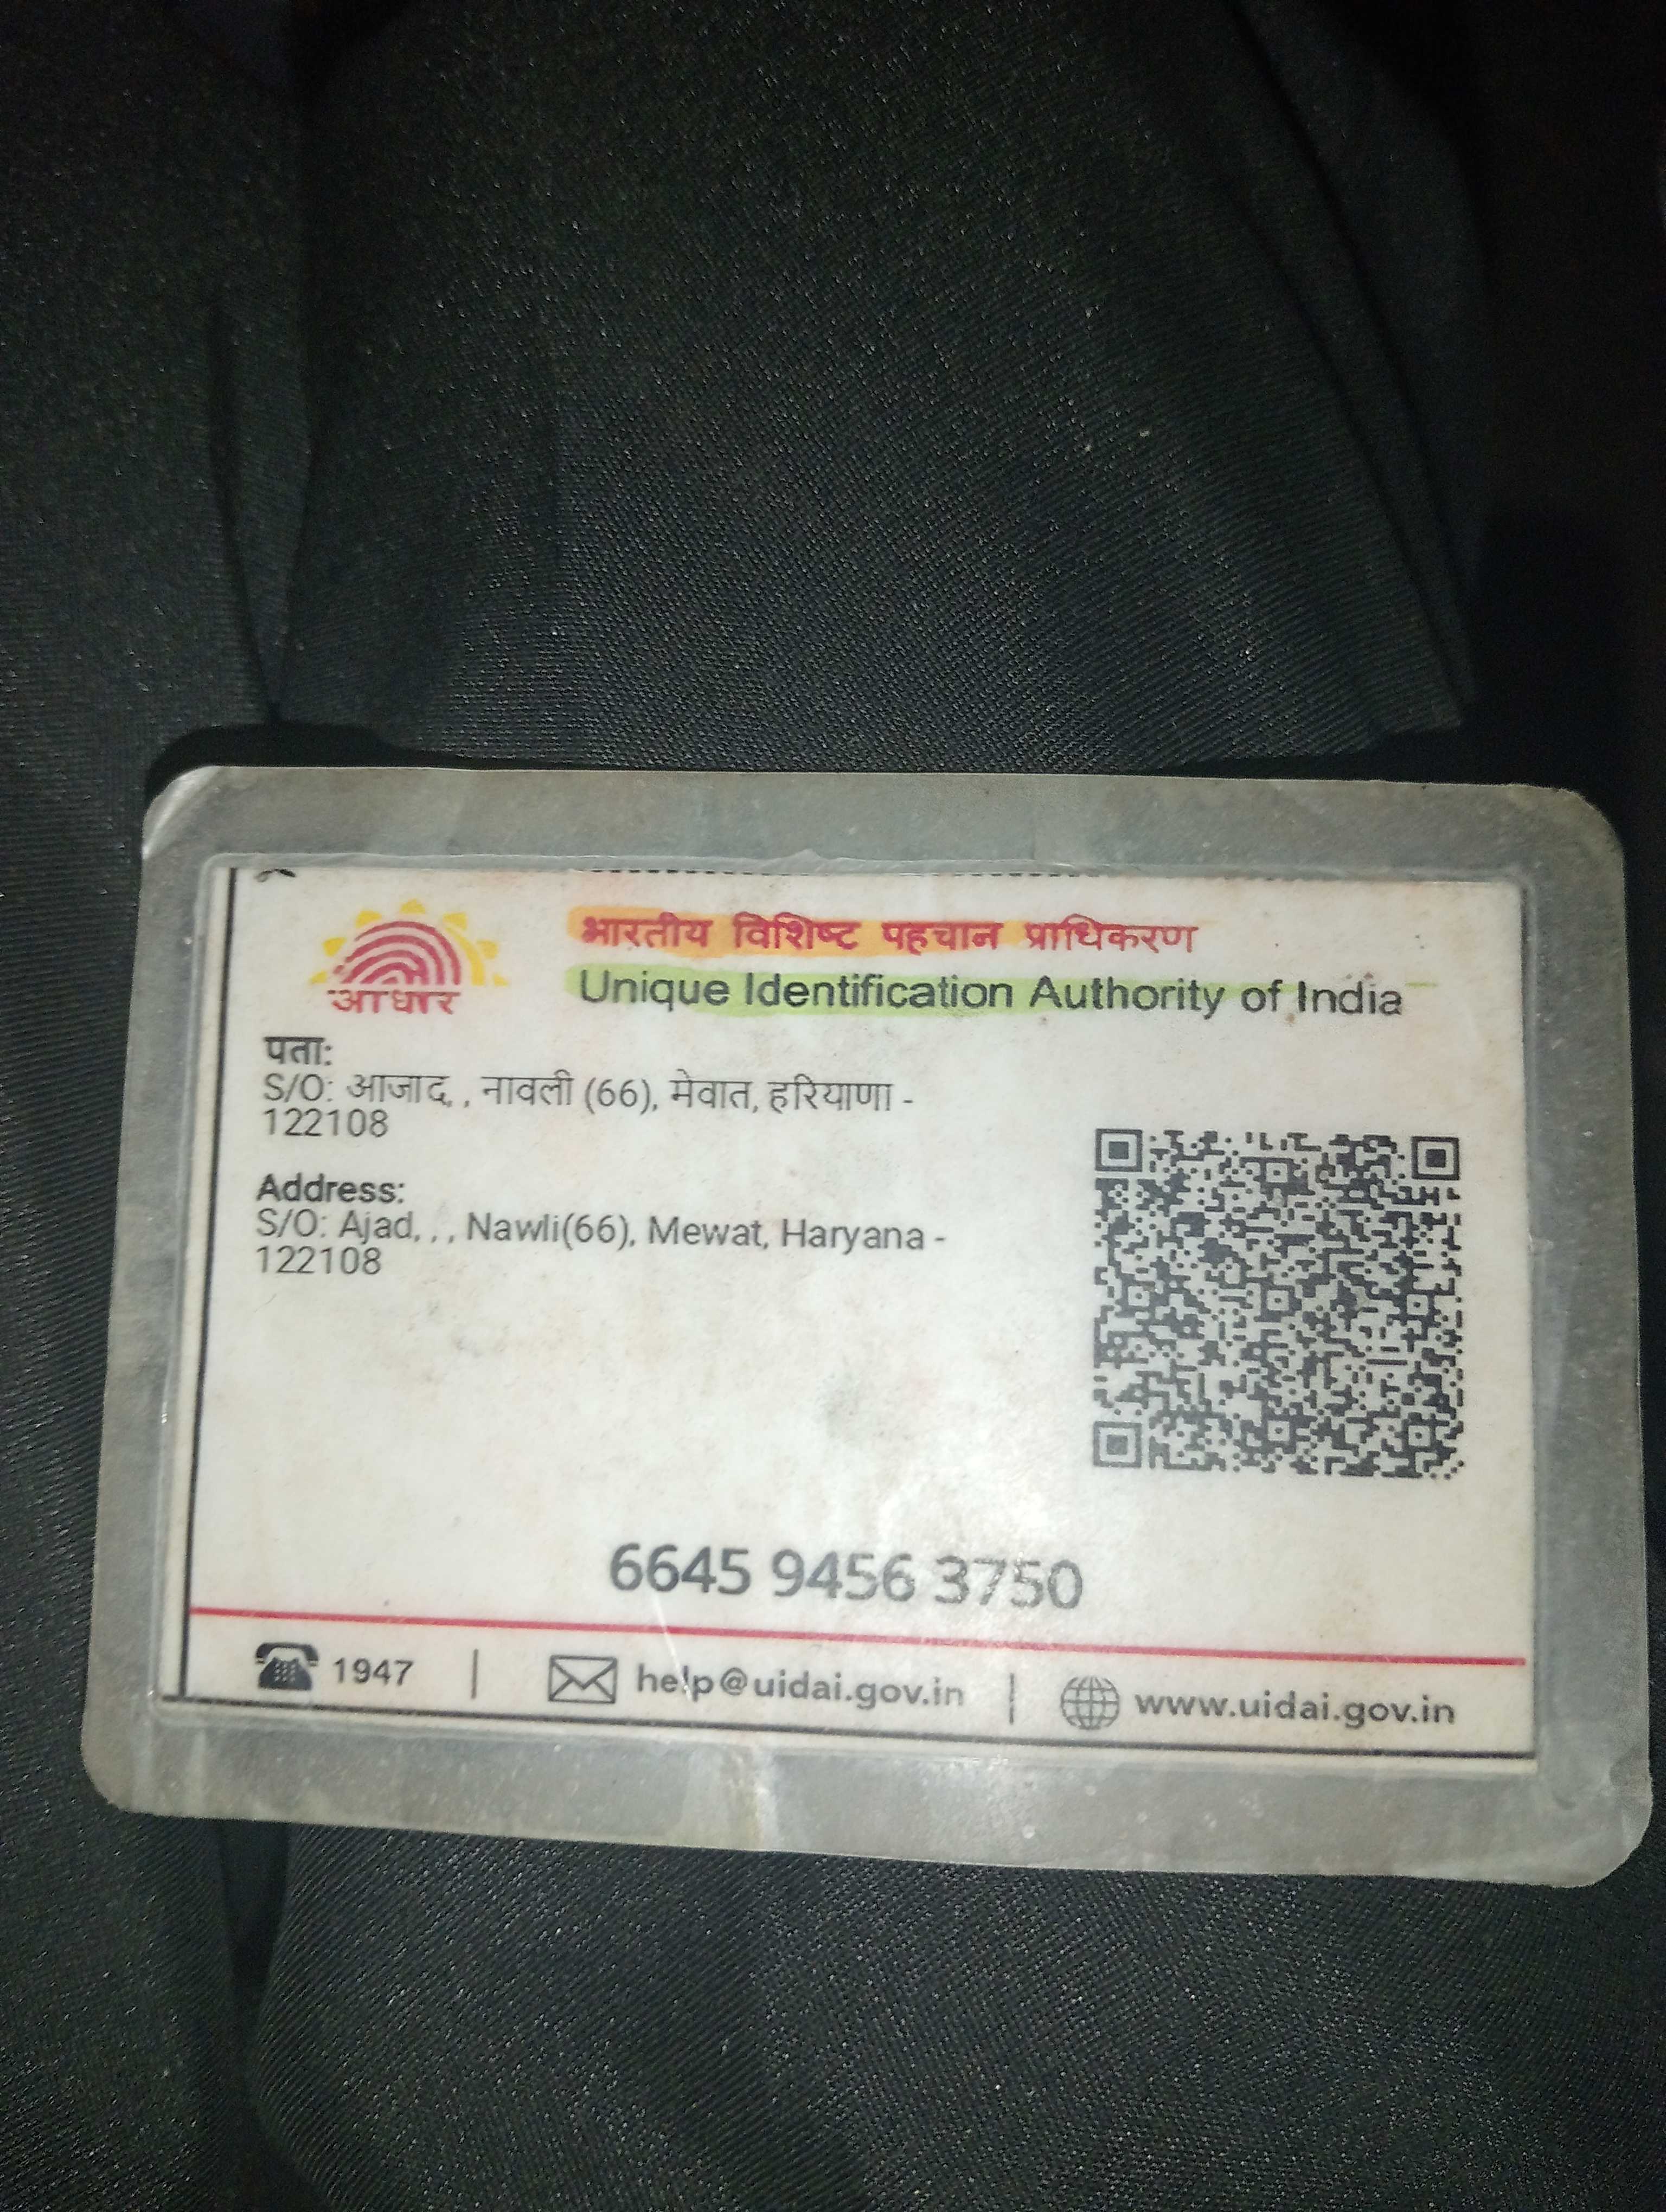 आधार
भारतीय विशिष्ट पहचान प्राधिकरण
Unique Identification Authority of India
पता:
S/O: आजाद, , नावली (66), मेवात, हरियाणा -
122108
Address:
S/O: Ajad, , , Nawli(66), Mewat, Haryana -
122108
6645 9456 3750
1947 | help@uidai.gov.in | www.uidai.gov.in